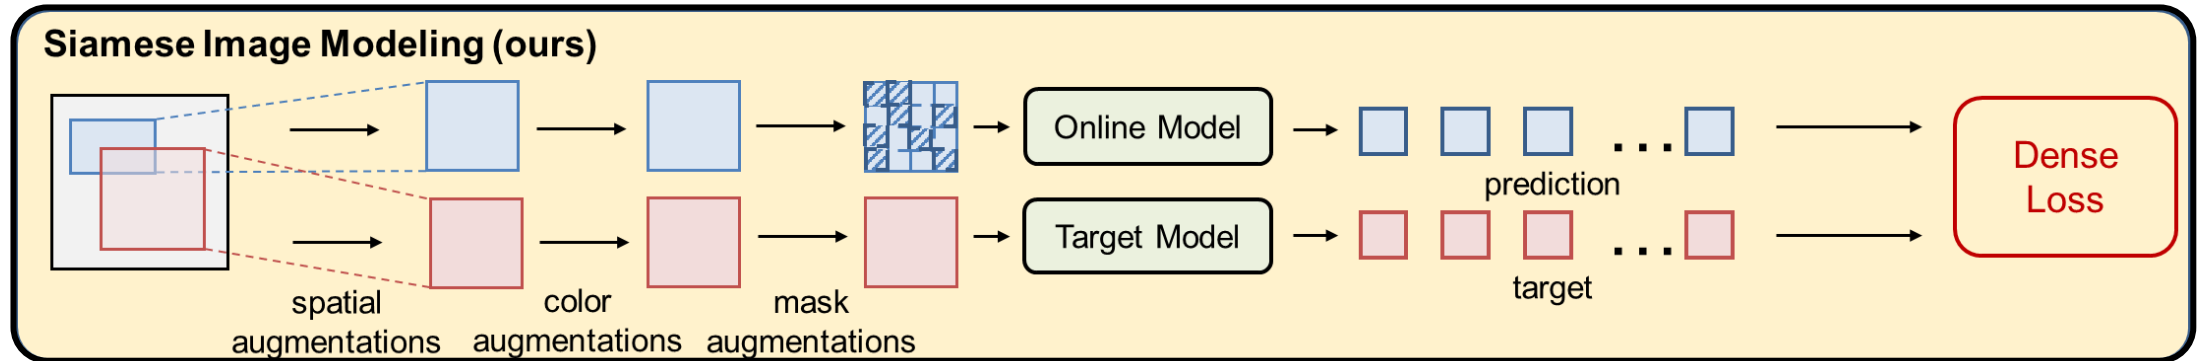 Siamese Image Modeling (ours)
Online Model
prediction
Target Model
target
Dense
Loss
spatial
augmentations
color
augmentations
mask
augmentations